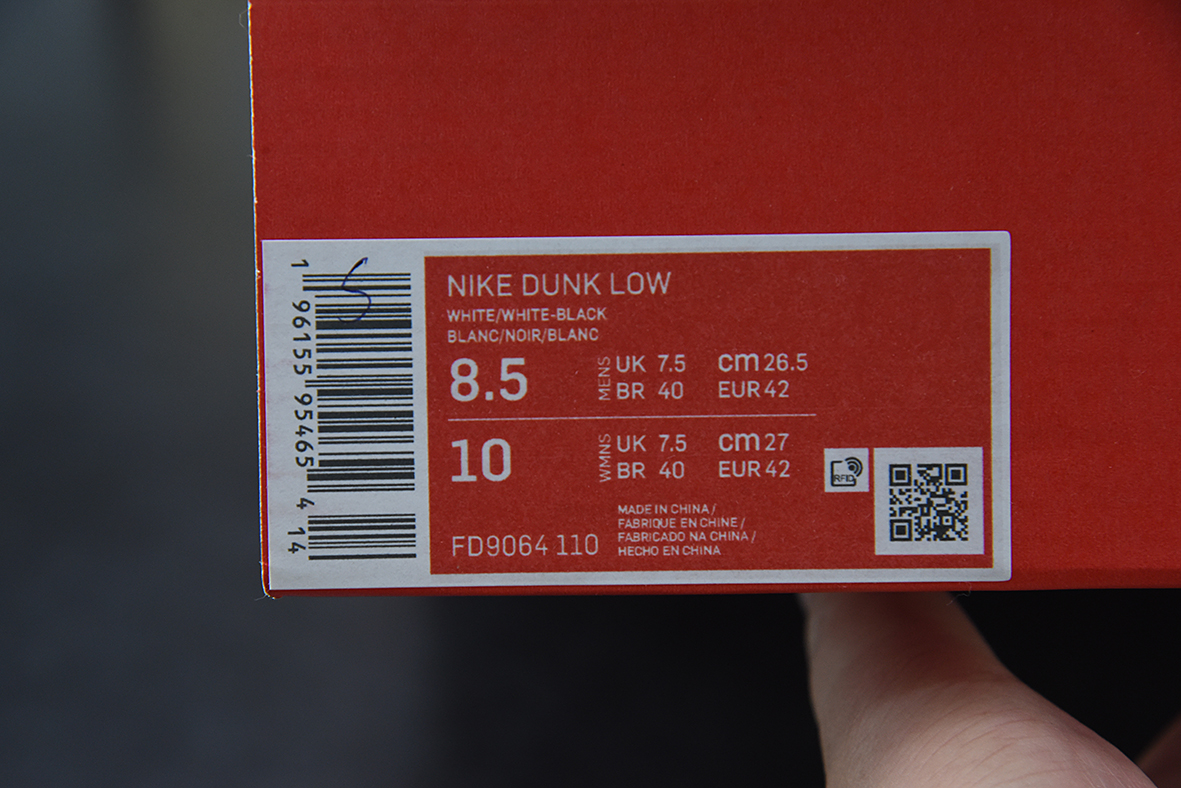 1 96155 95465 4 14
5
NIKE DUNK LOW
WHITE/WHITE-BLACK
BLANC/NOIR/BLANC
8.5 MENS UK 7.5 cm 26.5
BR 40 EUR 42
10 WMNS UK 7.5 cm 27
BR 40 EUR 42
RFID
FD9064 110
MADE IN CHINA /
FABRIQUE EN CHINE /
FABRICADO NA CHINA /
HECHO EN CHINA